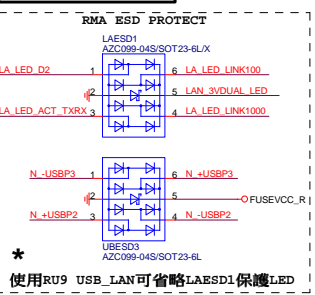 RMA ESD PROTECT
LAESD1
AZC099-04S/SOT23-6L/X
LA_LED_D2 1 6 LA_LED_LINK100
2 5 LAN_3VDUAL_LED
LA_LED_ACT_TXRX 3 4 LA_LED_LINK1000
N_-USBP3 1 6 N_+USBP3
2 5 FUSEVCC_R
N_+USBP2 3 4 N_-USBP2
UBESD3
AZC099-04S/SOT23-6L
*
使用RU9 USB_LAN可省略LAESD1保護LED